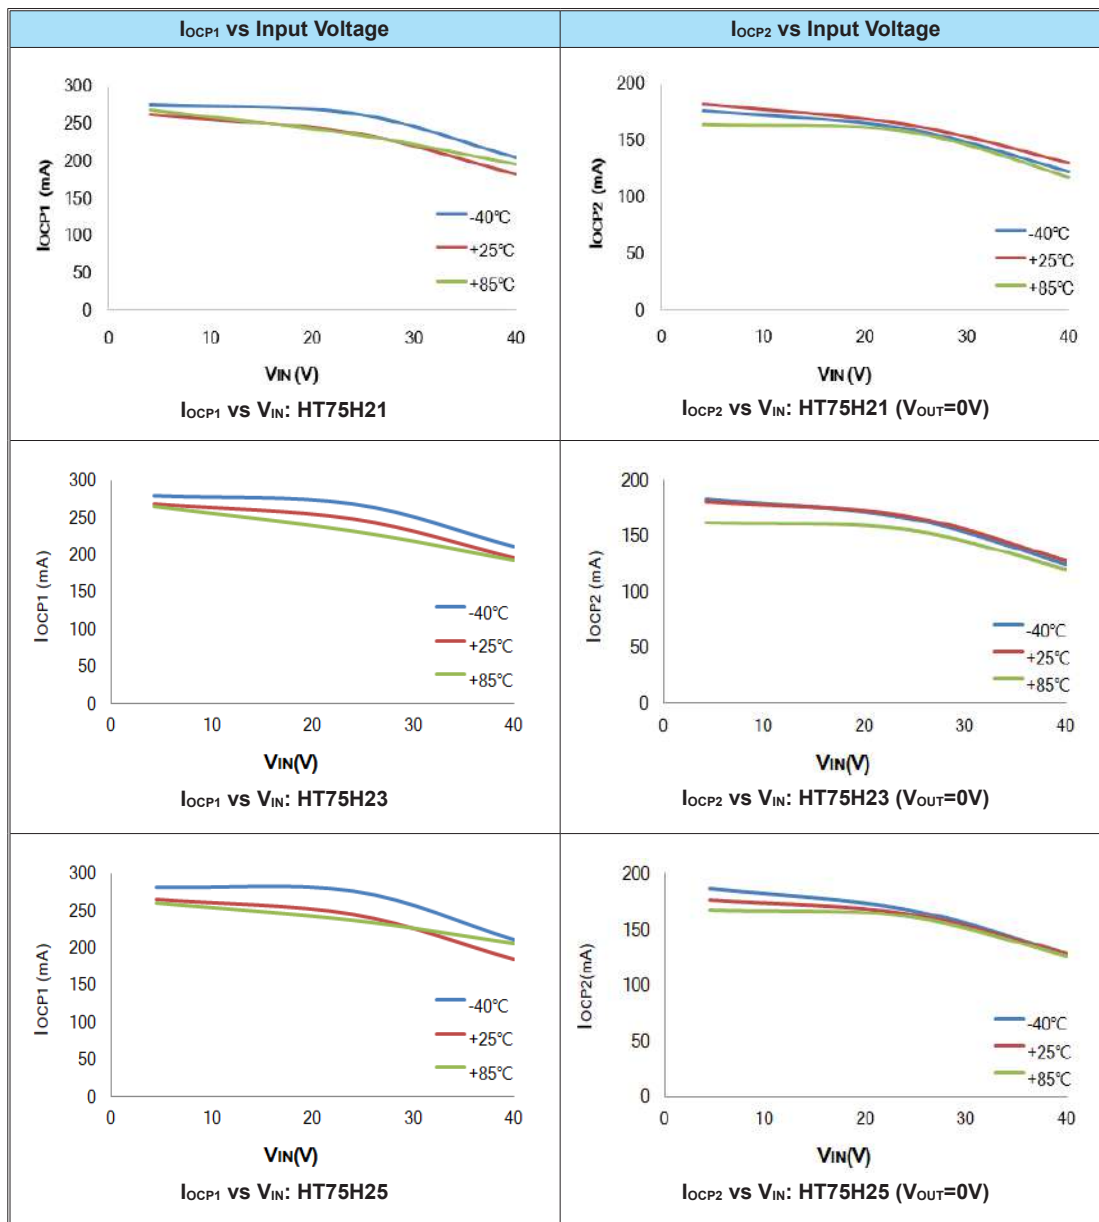 IOCP1 vs Input Voltage
IOCP2 vs Input Voltage
300
250
200
150
100
50
0
0 10 20 30 40
IOCP1 (mA)
-40℃
+25℃
+85℃
VIN (V)
IOCP1 vs VIN: HT75H21
200
150
100
50
0
0 10 20 30 40
IOCP2 (mA)
-40℃
+25℃
+85℃
VIN (V)
IOCP2 vs VIN: HT75H21 (VOUT=0V)
300
250
200
150
100
50
0
0 10 20 30 40
IOCP1 (mA)
-40℃
+25℃
+85℃
VIN(V)
IOCP1 vs VIN: HT75H23
200
150
100
50
0
0 10 20 30 40
IOCP2 (mA)
-40℃
+25℃
+85℃
VIN(V)
IOCP2 vs VIN: HT75H23 (VOUT=0V)
300
250
200
150
100
50
0
0 10 20 30 40
IOCP1 (mA)
-40℃
+25℃
+85℃
VIN(V)
IOCP1 vs VIN: HT75H25
200
150
100
50
0
0 10 20 30 40
IOCP2(mA)
-40℃
+25℃
+85℃
VIN(V)
IOCP2 vs VIN: HT75H25 (VOUT=0V)